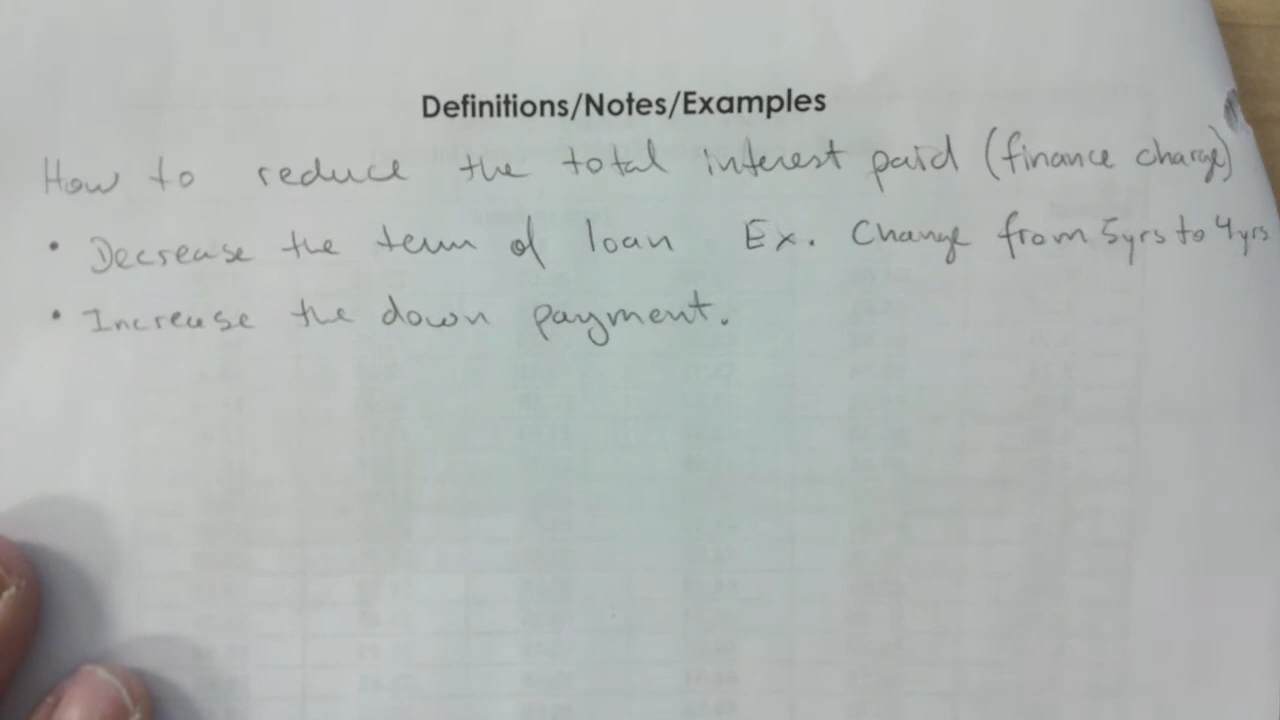 Definitions/Notes/Examples
How to reduce the total interest paid (finance charge)
• Decrease the term of loan Ex. Change from 5yrs to 4yrs
• Increase the down payment.